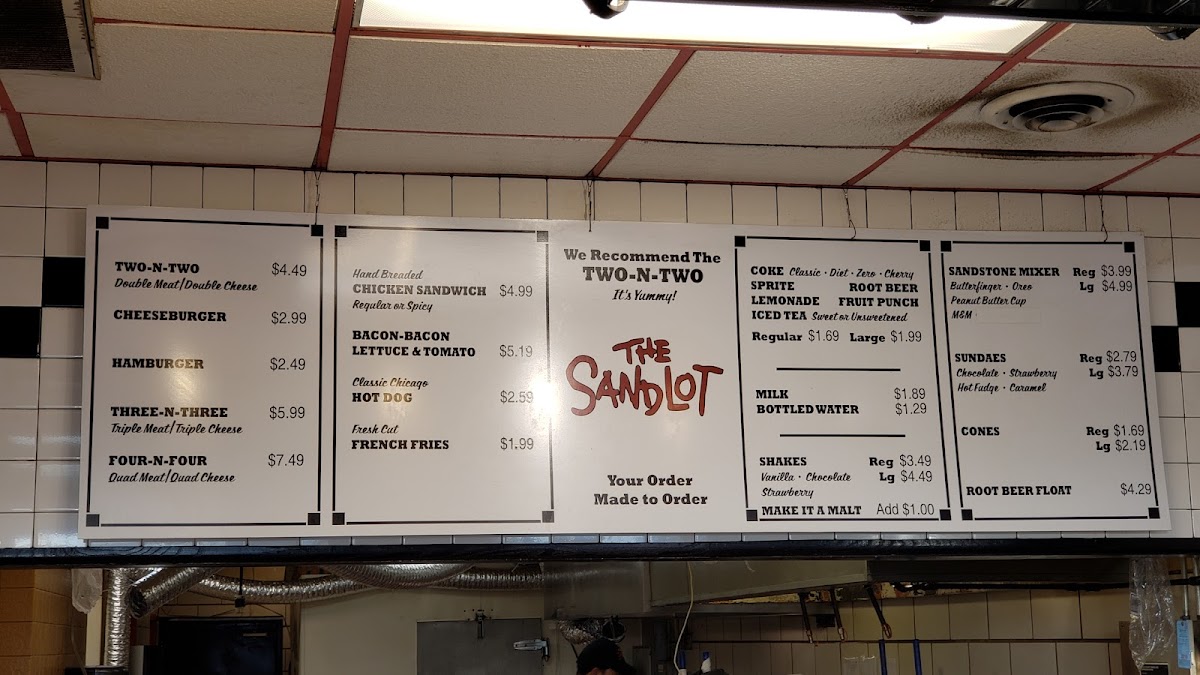 TWO-N-TWO $4.49
Double Meat/Double Cheese
CHEESEBURGER $2.99
HAMBURGER $2.49
THREE-N-THREE $5.99
Triple Meat/Triple Cheese
FOUR-N-FOUR $7.49
Quad Meat/Quad Cheese
Hand Breaded
CHICKEN SANDWICH $4.99
Regular or Spicy
BACON-BACON
LETTUCE & TOMATO $5.19
Classic Chicago
HOT DOG $2.59
Fresh Cut
FRENCH FRIES $1.99
We Recommend The
TWO-N-TWO
It's Yummy!
THE
SANDLOT
Your Order
Made to Order
COKE Classic · Diet · Zero · Cherry
SPRITE ROOT BEER
LEMONADE FRUIT PUNCH
ICED TEA Sweet or Unsweetened
Regular $1.69 Large $1.99
MILK $1.89
BOTTLED WATER $1.29
SHAKES Reg $3.49
Vanilla · Chocolate Lg $4.49
Strawberry
MAKE IT A MALT Add $1.00
SANDSTONE MIXER Reg $3.99
Butterfinger · Oreo Lg $4.99
Peanut Butter Cup
M&M
SUNDAES Reg $2.79
Chocolate · Strawberry Lg $3.79
Hot Fudge · Caramel
CONES Reg $1.69
Lg $2.19
ROOT BEER FLOAT $4.29